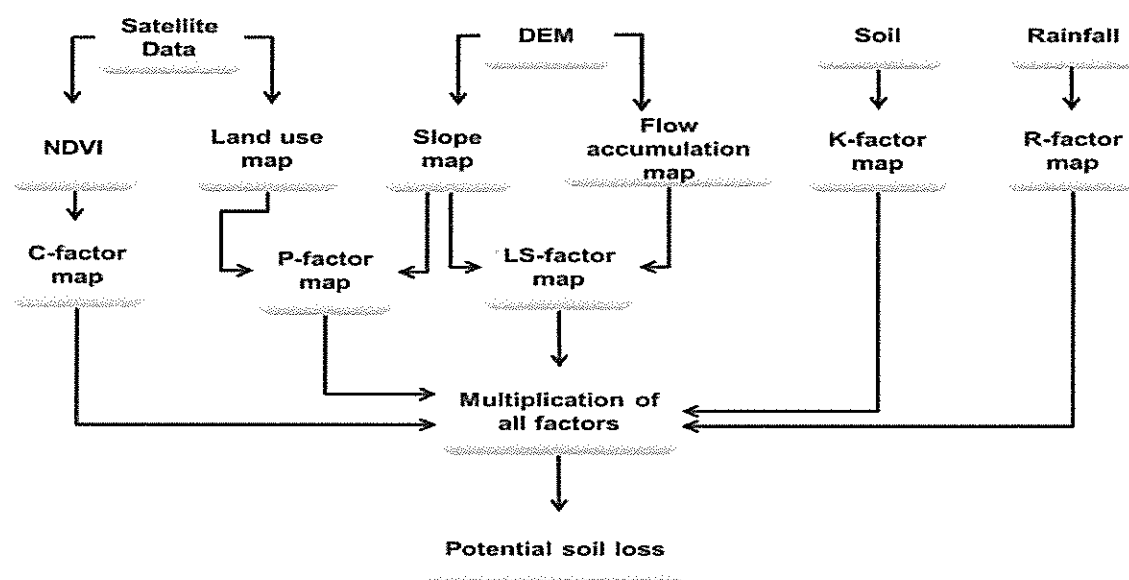 Satellite
Data
DEM
Soil
Rainfall
NDVI
Land use
map
Slope
map
Flow
accumulation
map
K-factor
map
R-factor
map
C-factor
map
P-factor
map
LS-factor
map
Multiplication of
all factors
Potential soil loss